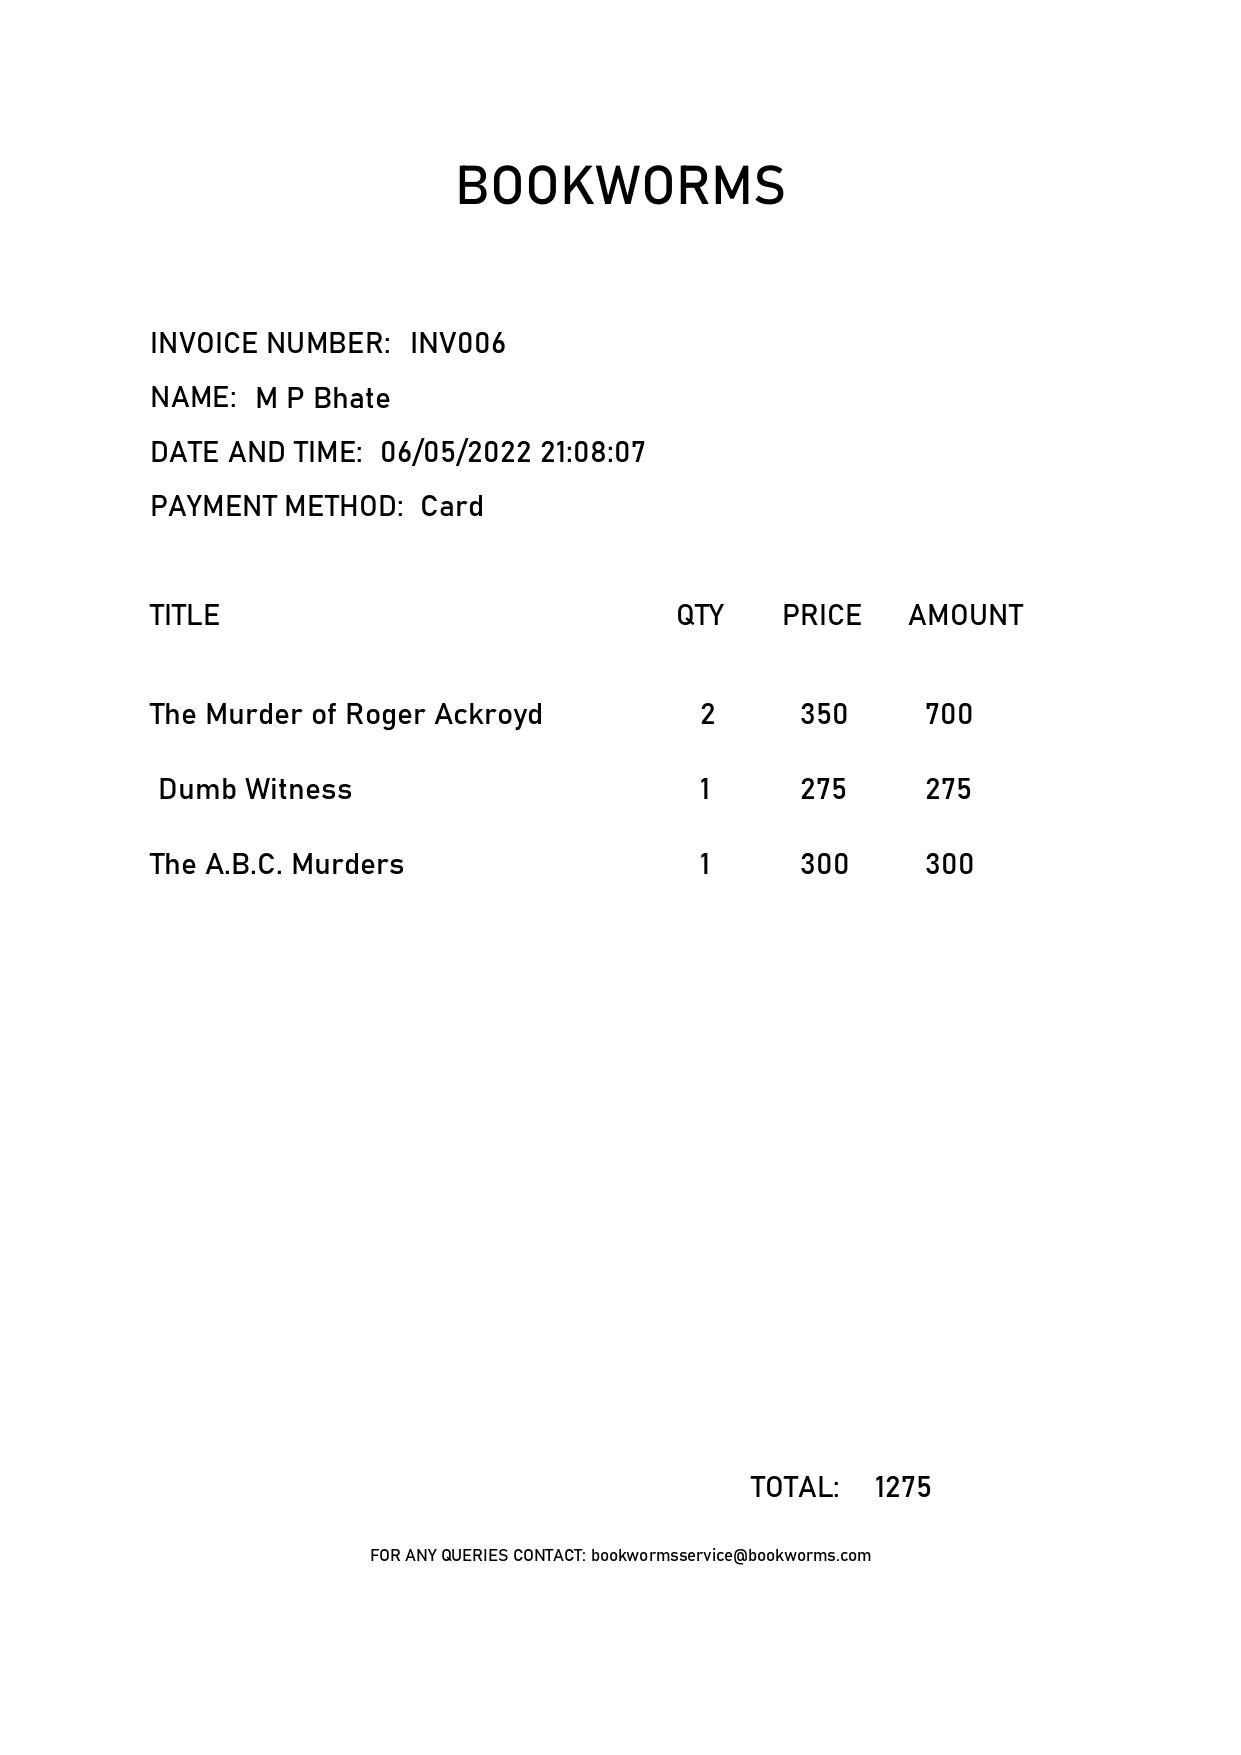 BOOKWORMS
INVOICE NUMBER: INV006
NAME: M P Bhate
DATE AND TIME: 06/05/2022 21:08:07
PAYMENT METHOD: Card
TITLE QTY PRICE AMOUNT
The Murder of Roger Ackroyd 2 350 700
Dumb Witness 1 275 275
The A.B.C. Murders 1 300 300
TOTAL: 1275
FOR ANY QUERIES CONTACT: bookwormsservice@bookworms.com